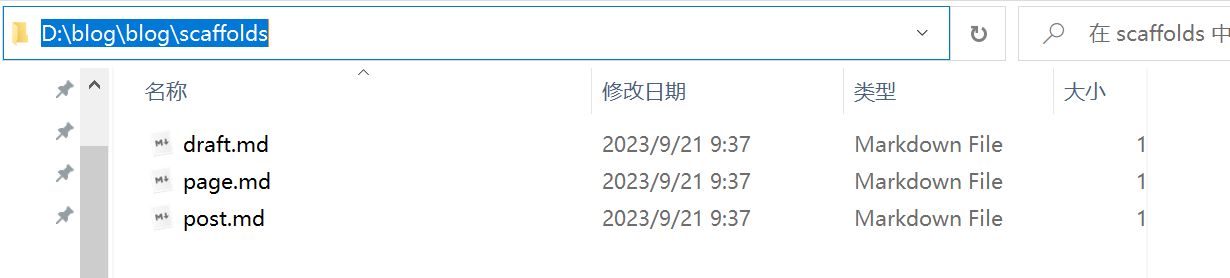 D:\blog\blog\scaffolds 在 scaffolds 中
名称 修改日期 类型 大小
draft.md 2023/9/21 9:37 Markdown File 1
page.md 2023/9/21 9:37 Markdown File 1
post.md 2023/9/21 9:37 Markdown File 1